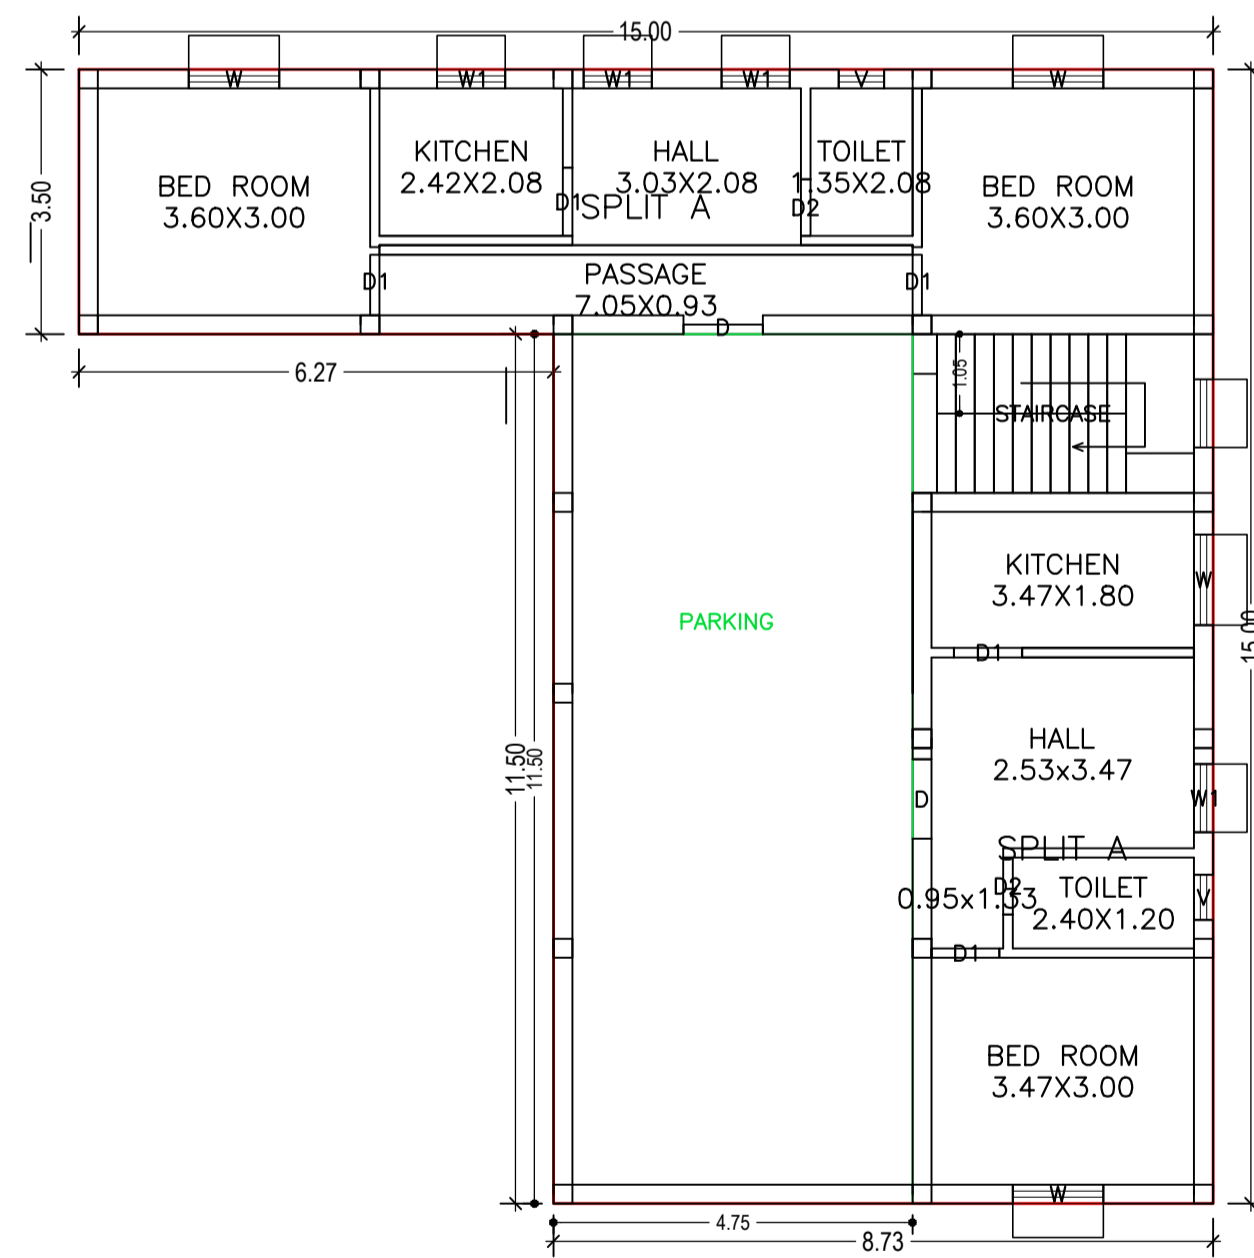 15.00
W
W1
W1
W1
V
W
3.50
BED ROOM
3.60X3.00
KITCHEN
2.42X2.08
D1
HALL
3.03X2.08
SPLIT A
TOILET
1.35X2.08
D2
BED ROOM
3.60X3.00
D1
PASSAGE
7.05X0.93
D1
D
6.27
1.05
STAIRCASE
KITCHEN
3.47X1.80
W
PARKING
15.00
D1
HALL
2.53x3.47
11.50
11.50
D
W1
SPLIT A
0.95x1.33
D2
TOILET
2.40X1.20
V
D1
BED ROOM
3.47X3.00
W
4.75
8.73